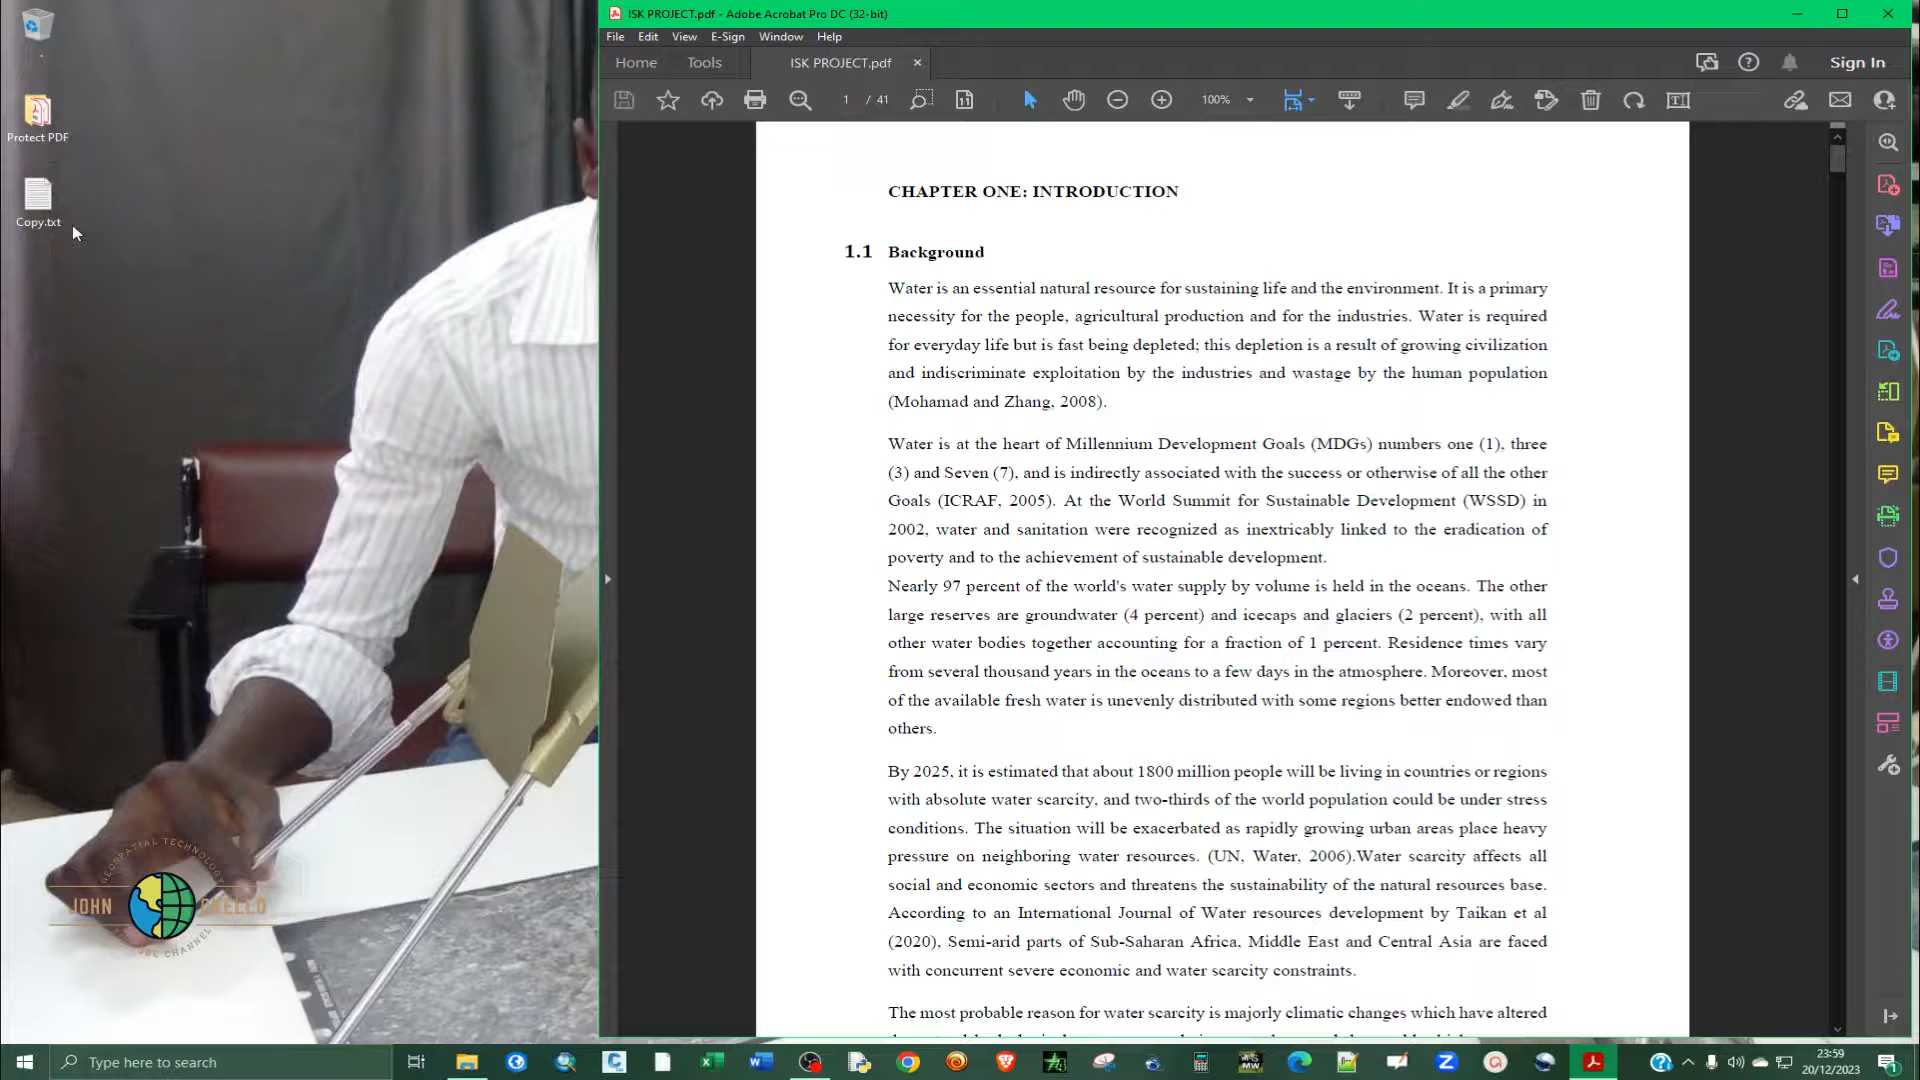 Protect PDF
Copy.txt
GEOSPATIAL TECHNOLOGY
JOHN
YOUTUBE CHANNEL
ISK PROJECT.pdf - Adobe Acrobat Pro DC (32-bit)
File Edit View E-Sign Window Help
Home Tools ISK PROJECT.pdf × Sign In
1 / 41 100%
CHAPTER ONE: INTRODUCTION
1.1 Background
Water is an essential natural resource for sustaining life and the environment. It is a primary
necessity for the people, agricultural production and for the industries. Water is required
for everyday life but is fast being depleted; this depletion is a result of growing civilization
and indiscriminate exploitation by the industries and wastage by the human population
(Mohamad and Zhang, 2008).
Water is at the heart of Millennium Development Goals (MDGs) numbers one (1), three
(3) and Seven (7), and is indirectly associated with the success or otherwise of all the other
Goals (ICRAF, 2005). At the World Summit for Sustainable Development (WSSD) in
2002, water and sanitation were recognized as inextricably linked to the eradication of
poverty and to the achievement of sustainable development.
Nearly 97 percent of the world's water supply by volume is held in the oceans. The other
large reserves are groundwater (4 percent) and icecaps and glaciers (2 percent), with all
other water bodies together accounting for a fraction of 1 percent. Residence times vary
from several thousand years in the oceans to a few days in the atmosphere. Moreover, most
of the available fresh water is unevenly distributed with some regions better endowed than
others.
By 2025, it is estimated that about 1800 million people will be living in countries or regions
with absolute water scarcity, and two-thirds of the world population could be under stress
conditions. The situation will be exacerbated as rapidly growing urban areas place heavy
pressure on neighboring water resources. (UN, Water, 2006).Water scarcity affects all
social and economic sectors and threatens the sustainability of the natural resources base.
According to an International Journal of Water resources development by Taikan et al
(2020), Semi-arid parts of Sub-Saharan Africa, Middle East and Central Asia are faced
with concurrent severe economic and water scarcity constraints.
The most probable reason for water scarcity is majorly climatic changes which have altered
Type here to search
23:59
20/12/2023